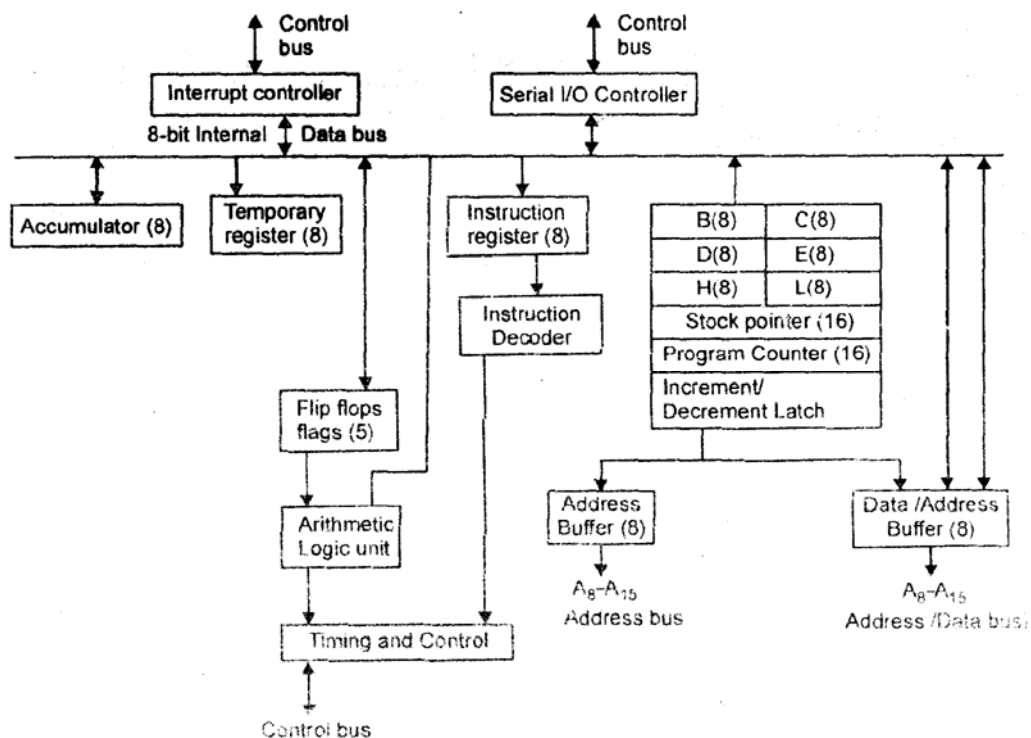 Control
bus
Control
bus
Interrupt controller
Serial I/O Controller
8-bit Internal
Data bus
Accumulator (8)
Temporary
register (8)
Instruction
register (8)
B(8)
C(8)
D(8)
E(8)
H(8)
L(8)
Stock pointer (16)
Program Counter (16)
Increment/
Decrement Latch
Instruction
Decoder
Flip flops
flags (5)
Arithmetic
Logic unit
Address
Buffer (8)
Data /Address
Buffer (8)
A₈–A₁₅
Address bus
A₈–A₁₅
Address /Data bus
Timing and Control
Control bus